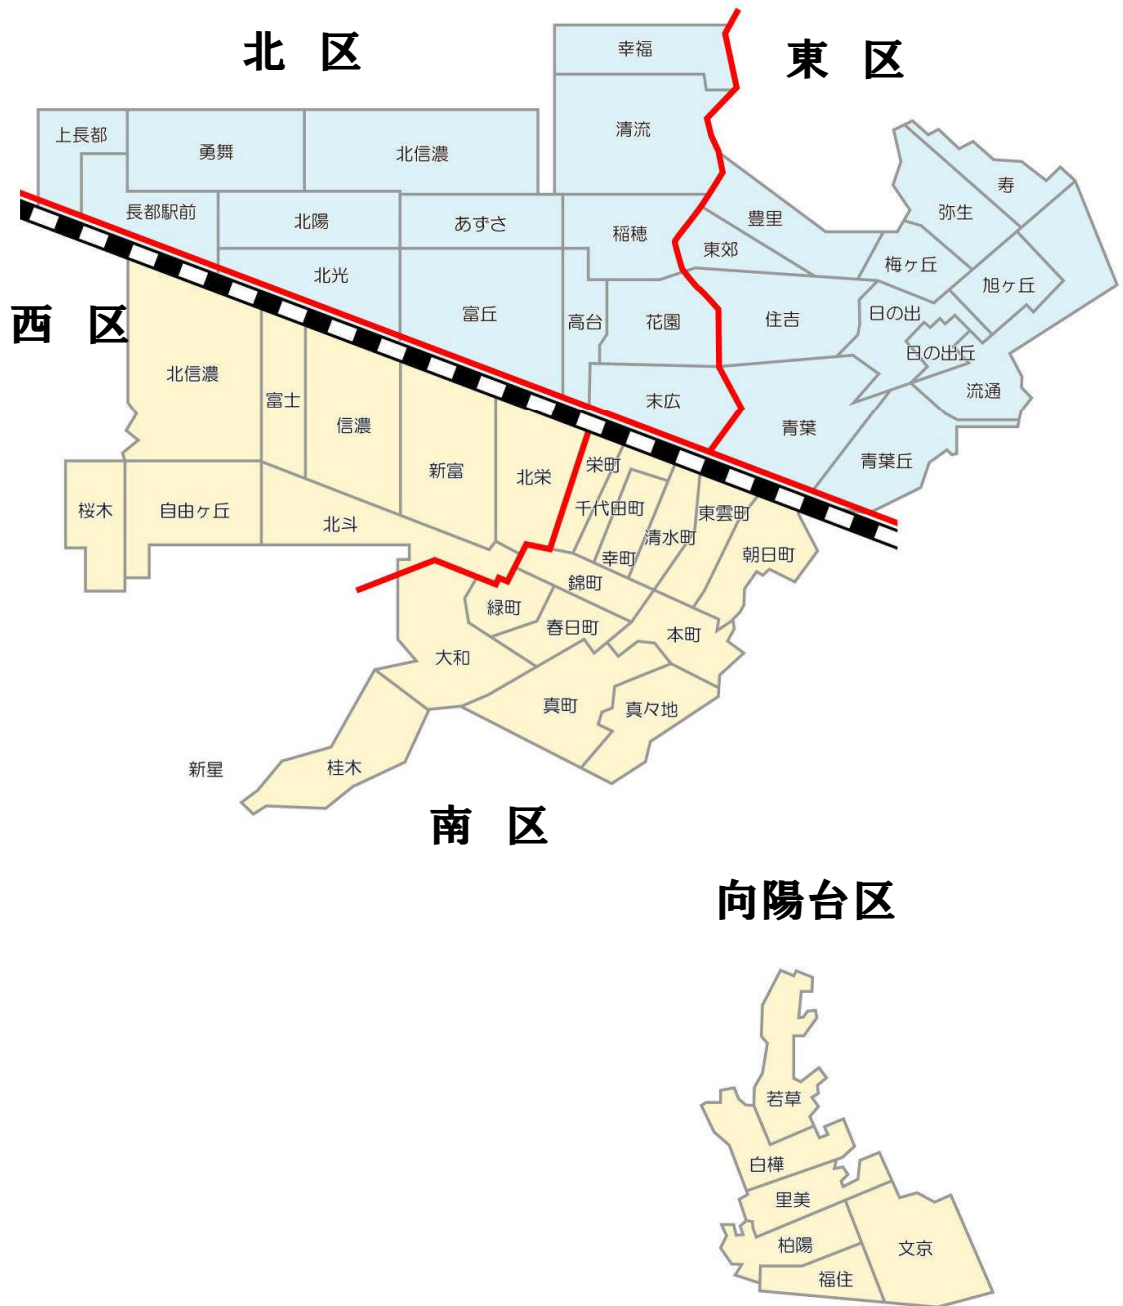 北 区
東 区
幸福
清流
上長都
勇舞
北信濃
長都駅前
北陽
あずさ
稲穂
豊里
東郊
寿
弥生
梅ヶ丘
旭ヶ丘
北光
富丘
高台
花園
住吉
日の出
日の出丘
流通
末広
青葉
青葉丘
西 区
北信濃
富士
信濃
新富
北栄
栄町
千代田町
幸町
清水町
東雲町
朝日町
桜木
自由ヶ丘
北斗
錦町
緑町
春日町
本町
大和
真町
真々地
新星
桂木
南 区
向陽台区
若草
白樺
里美
柏陽
文京
福住